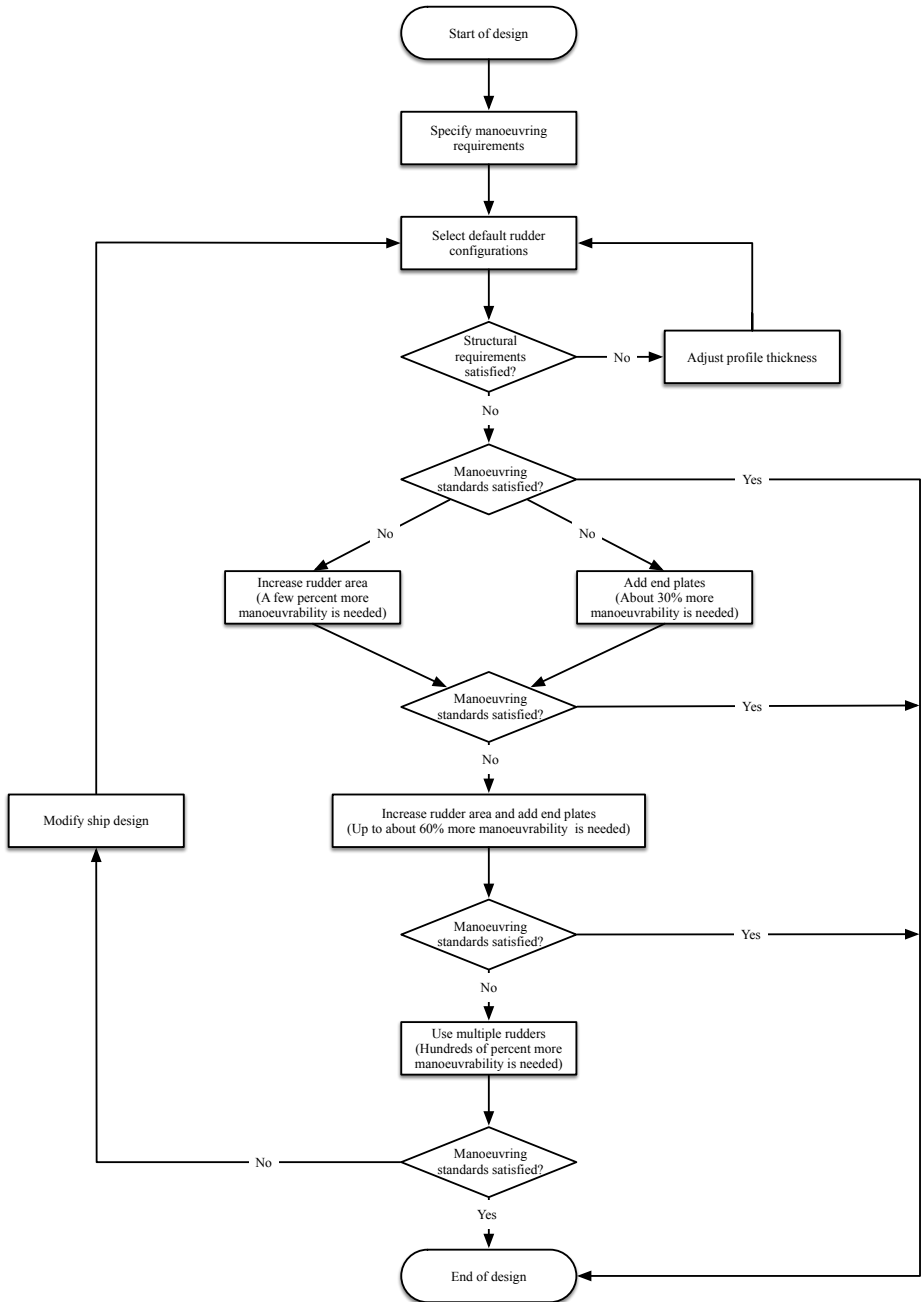 Start of design
Specify manoeuvring
requirements
Select default rudder
configurations
Structural
requirements
satisfied?
No
Adjust profile thickness
No
Manoeuvring
standards satisfied?
Yes
No
No
Increase rudder area
(A few percent more
manoeuvrability is needed)
Add end plates
(About 30% more
manoeuvrability is needed)
Manoeuvring
standards satisfied?
Yes
No
Modify ship design
Increase rudder area and add end plates
(Up to about 60% more manoeuvrability is needed)
Manoeuvring
standards satisfied?
Yes
No
Use multiple rudders
(Hundreds of percent more
manoeuvrability is needed)
Manoeuvring
standards satisfied?
No
Yes
End of design